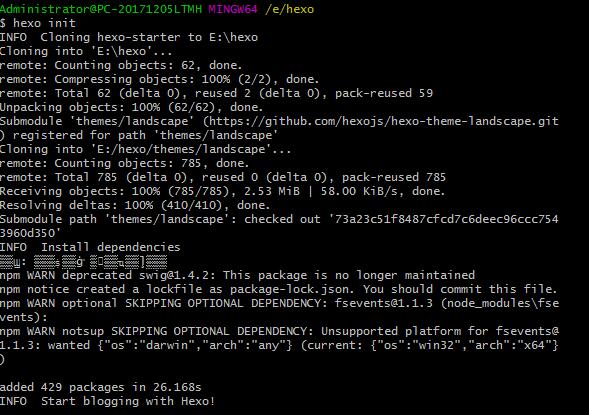 Administrator@PC-20171205LTMH MINGW64 /e/hexo
$ hexo init
INFO  Cloning hexo-starter to E:\hexo
Cloning into 'E:\hexo'...
remote: Counting objects: 62, done.
remote: Compressing objects: 100% (2/2), done.
remote: Total 62 (delta 0), reused 2 (delta 0), pack-reused 59
Unpacking objects: 100% (62/62), done.
Submodule 'themes/landscape' (https://github.com/hexojs/hexo-theme-landscape.git
) registered for path 'themes/landscape'
Cloning into 'E:/hexo/themes/landscape'...
remote: Counting objects: 785, done.
remote: Total 785 (delta 0), reused 0 (delta 0), pack-reused 785
Receiving objects: 100% (785/785), 2.53 MiB | 58.00 KiB/s, done.
Resolving deltas: 100% (410/410), done.
Submodule path 'themes/landscape': checked out '73a23c51f8487cfcd7c6deec96ccc754
3960d350'
INFO  Install dependencies
npm WARN deprecated swig@1.4.2: This package is no longer maintained
npm notice created a lockfile as package-lock.json. You should commit this file.
npm WARN optional SKIPPING OPTIONAL DEPENDENCY: fsevents@1.1.3 (node_modules\fse
vents):
npm WARN notsup SKIPPING OPTIONAL DEPENDENCY: Unsupported platform for fsevents@
1.1.3: wanted {"os":"darwin","arch":"any"} (current: {"os":"win32","arch":"x64"}
)
added 429 packages in 26.168s
INFO  Start blogging with Hexo!